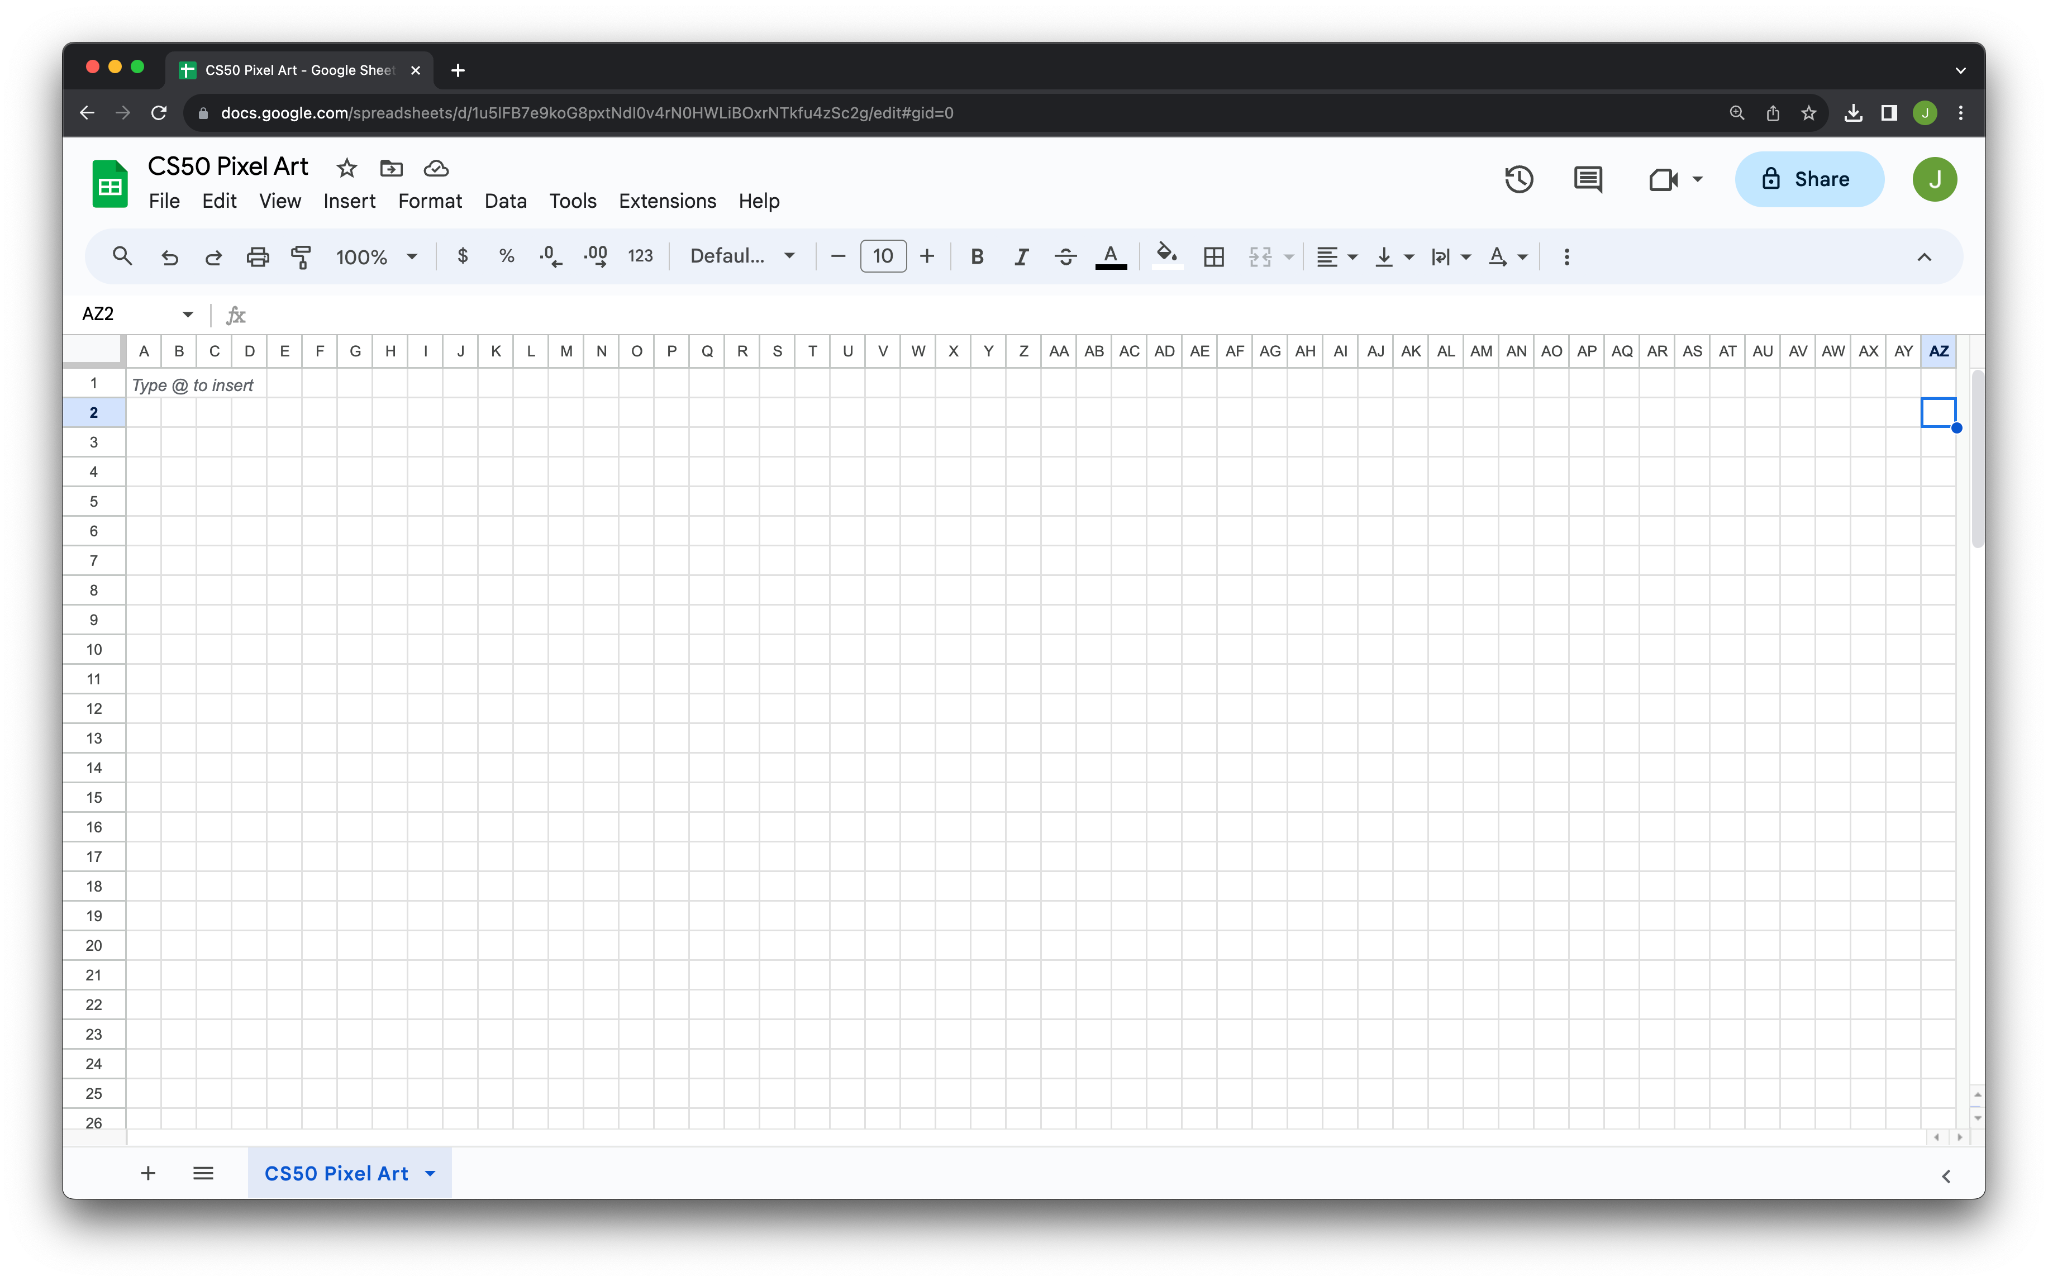 CS50 Pixel Art - Google Sheet
docs.google.com/spreadsheets/d/1u5lFB7e9koG8pxtNdI0v4rN0HWLiBOxrNTkfu4zSc2g/edit#gid=0
J
CS50 Pixel Art
Share
J
File Edit View Insert Format Data Tools Extensions Help
100% $ % .0 .00 123 Defaul... 10 B I A A
AZ2 fx
A B C D E F G H I J K L M N O P Q R S T U V W X Y Z AA AB AC AD AE AF AG AH AI AJ AK AL AM AN AO AP AQ AR AS AT AU AV AW AX AY AZ
1 Type @ to insert
2
3
4
5
6
7
8
9
10
11
12
13
14
15
16
17
18
19
20
21
22
23
24
25
26
CS50 Pixel Art